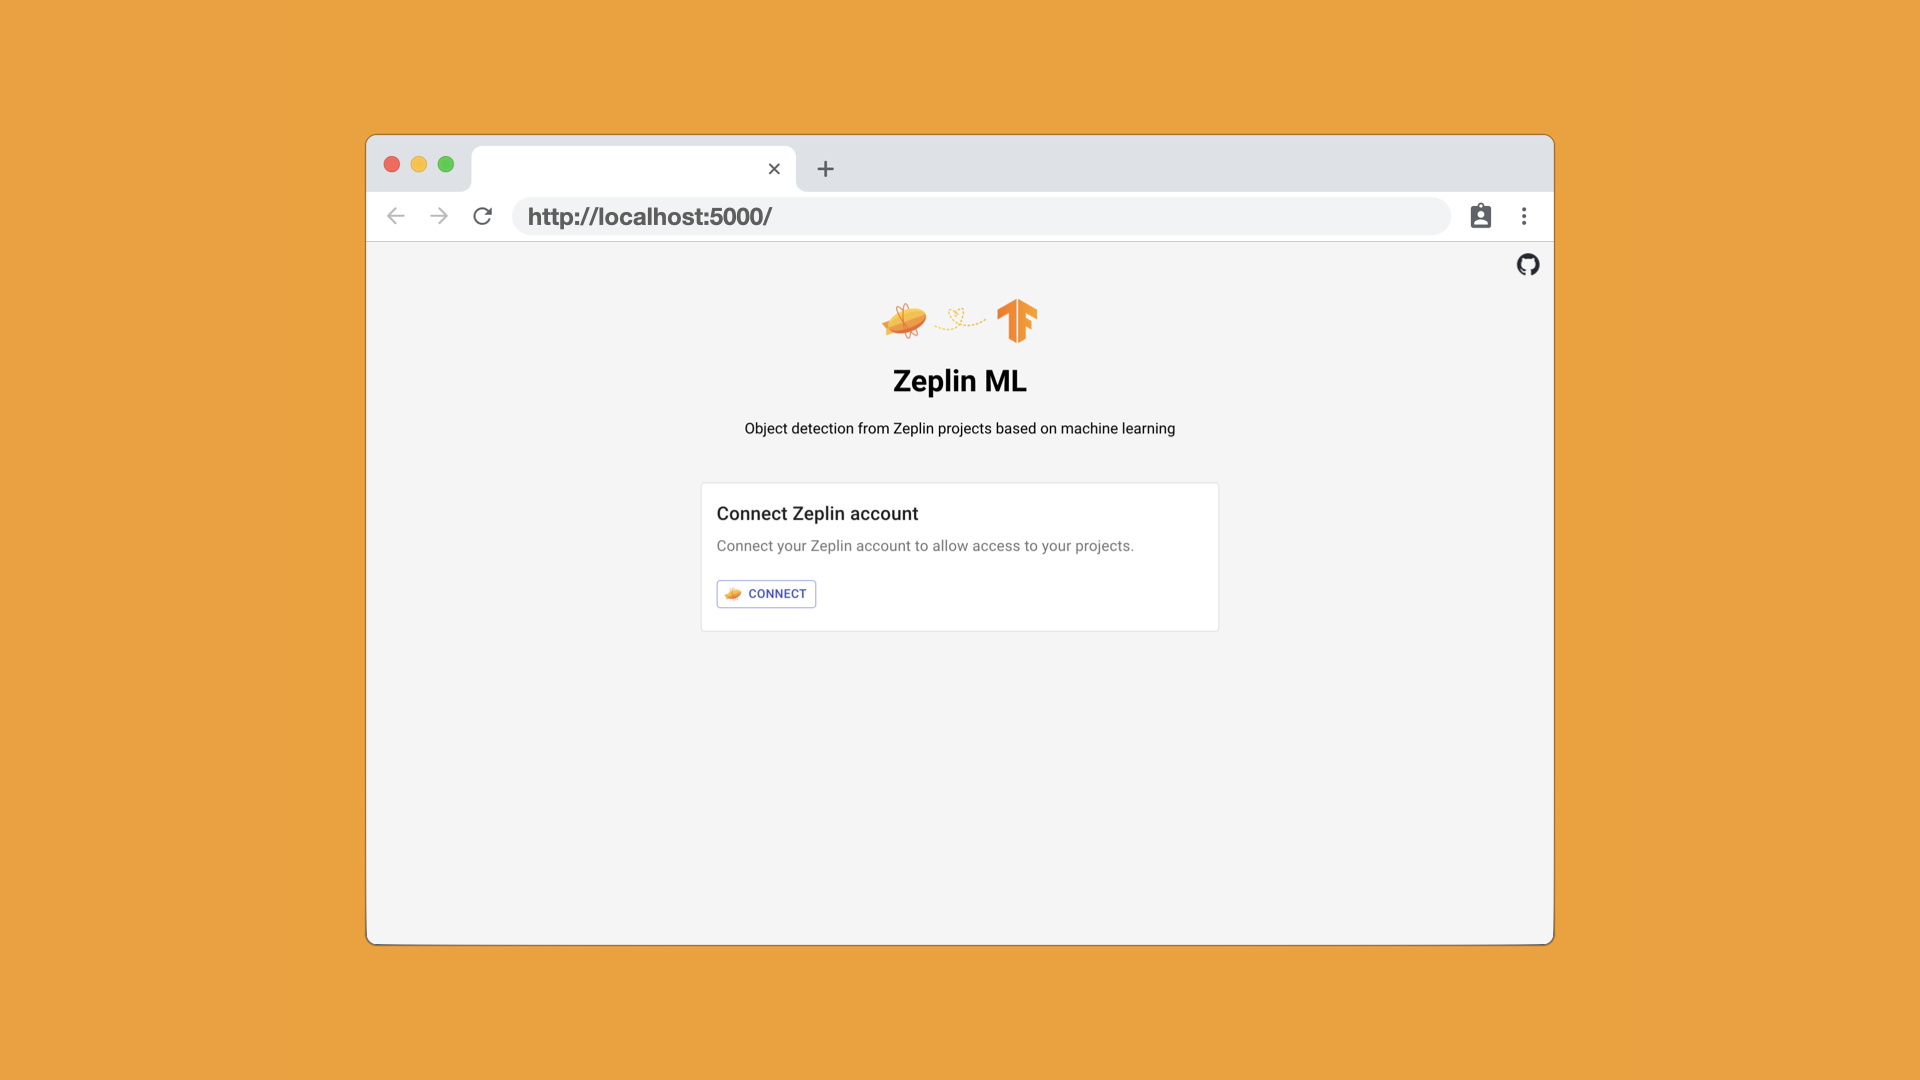 http://localhost:5000/
Zeplin ML
Object detection from Zeplin projects based on machine learning
Connect Zeplin account
Connect your Zeplin account to allow access to your projects.
CONNECT